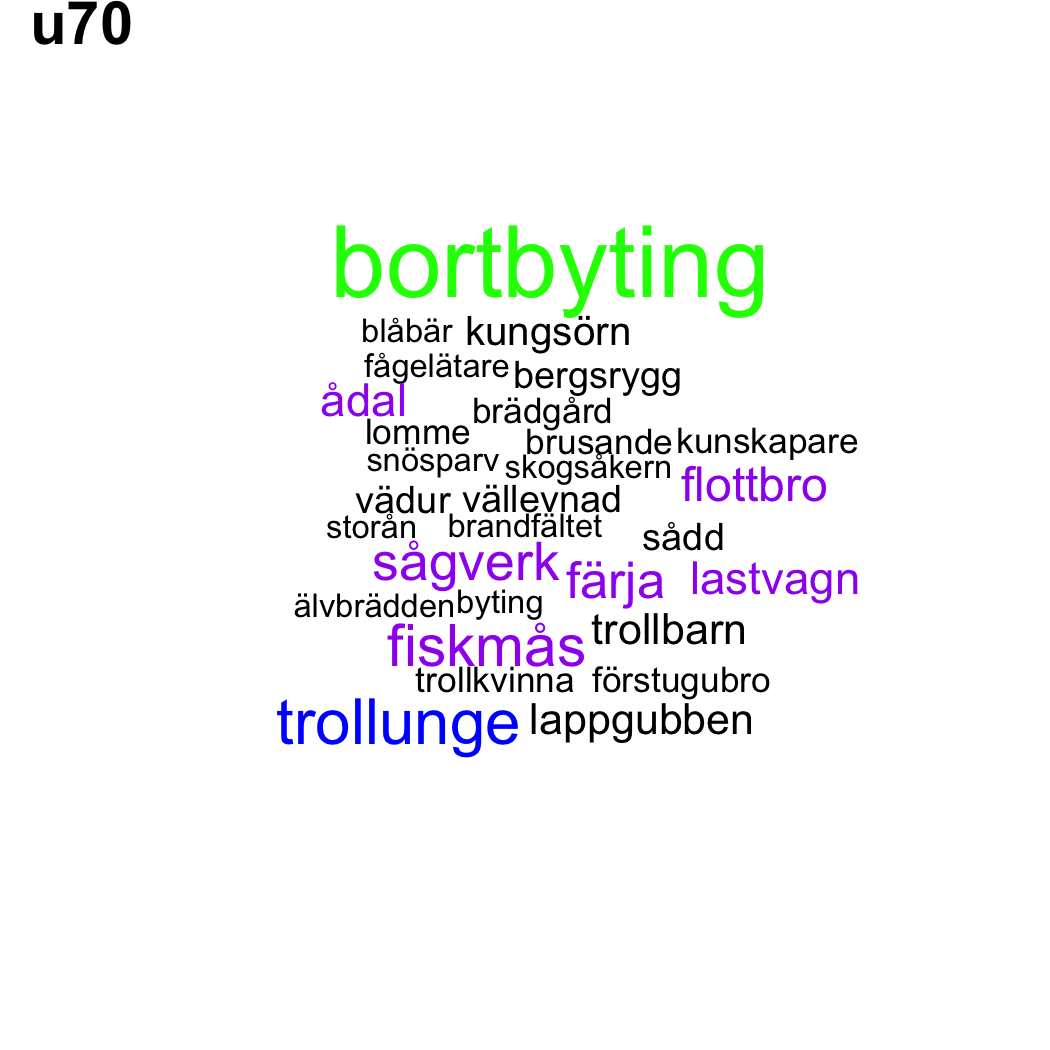 u70
bortbyting
blåbär kungsörn
fågelätare bergsrygg
ådal brädgård
lomme brusande kunskapare
snösparv skogsåkern flottbro
vädur vällevnad
storån brandfältet sådd
sågverk färja lastvagn
älvbrädden byting
fiskmås trollbarn
trollkvinna förstugubro
trollunge lappgubben